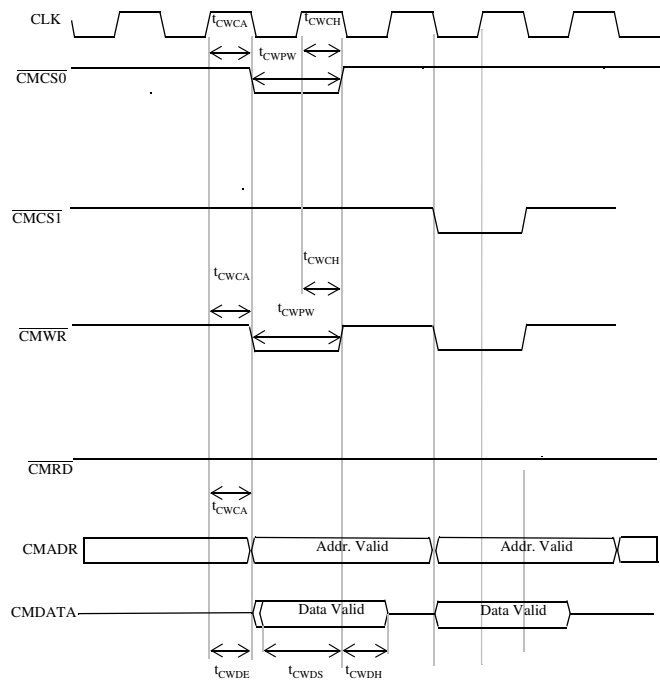 CLK
tCWCA
tCWCH
tCWPW
CMCS0
CMCS1
tCWCH
tCWCA
tCWPW
CMWR
CMRD
tCWCA
CMADR Addr. Valid Addr. Valid
CMDATA Data Valid Data Valid
tCWDE tCWDS tCWDH